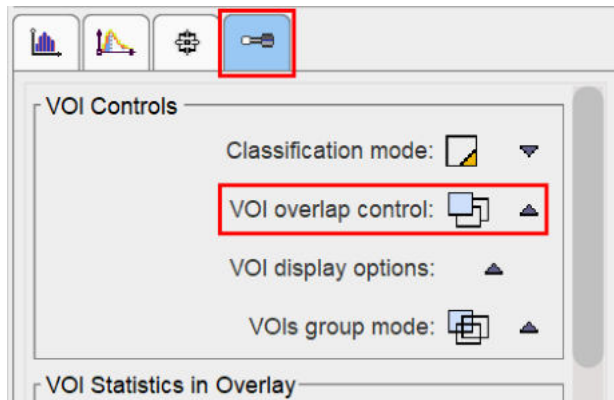 VOI Controls
Classification mode:
VOI overlap control:
VOI display options:
VOIs group mode:
VOI Statistics in Overlay